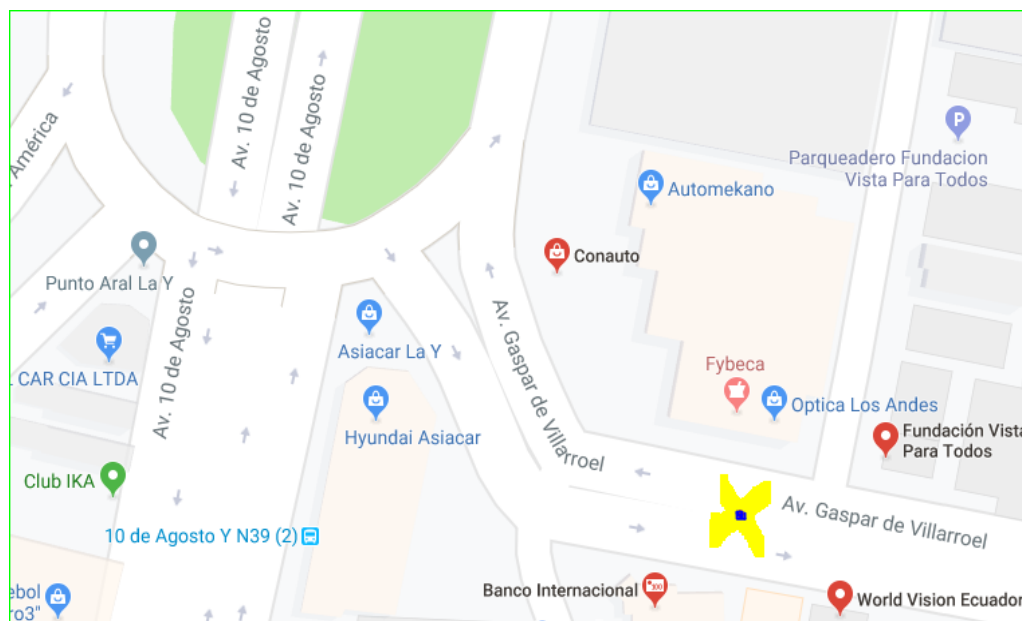 Av. 10 de Agosto
Av. 10 de Agosto
América
P
Parqueadero Fundacion
Vista Para Todos
Automekano
Conauto
Punto Aral La Y
Av. 10 de Agosto
Av. Gaspar de Villarroel
Asiacar La Y
CAR CIA LTDA
Fybeca
Optica Los Andes
Hyundai Asiacar
Fundación Vista
Para Todos
Club IKA
Av. Gaspar de Villarroel
10 de Agosto Y N39 (2)
Banco Internacional
100
World Vision Ecuador
ebol
ro3"